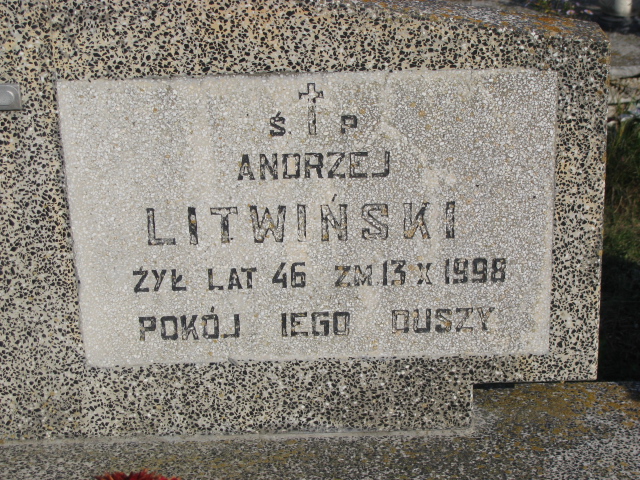 Ś P
ANDRZEJ
LITWIŃSKI
ŻYŁ LAT 46 ZM 13 X 1998
POKÓJ IEGO DUSZY